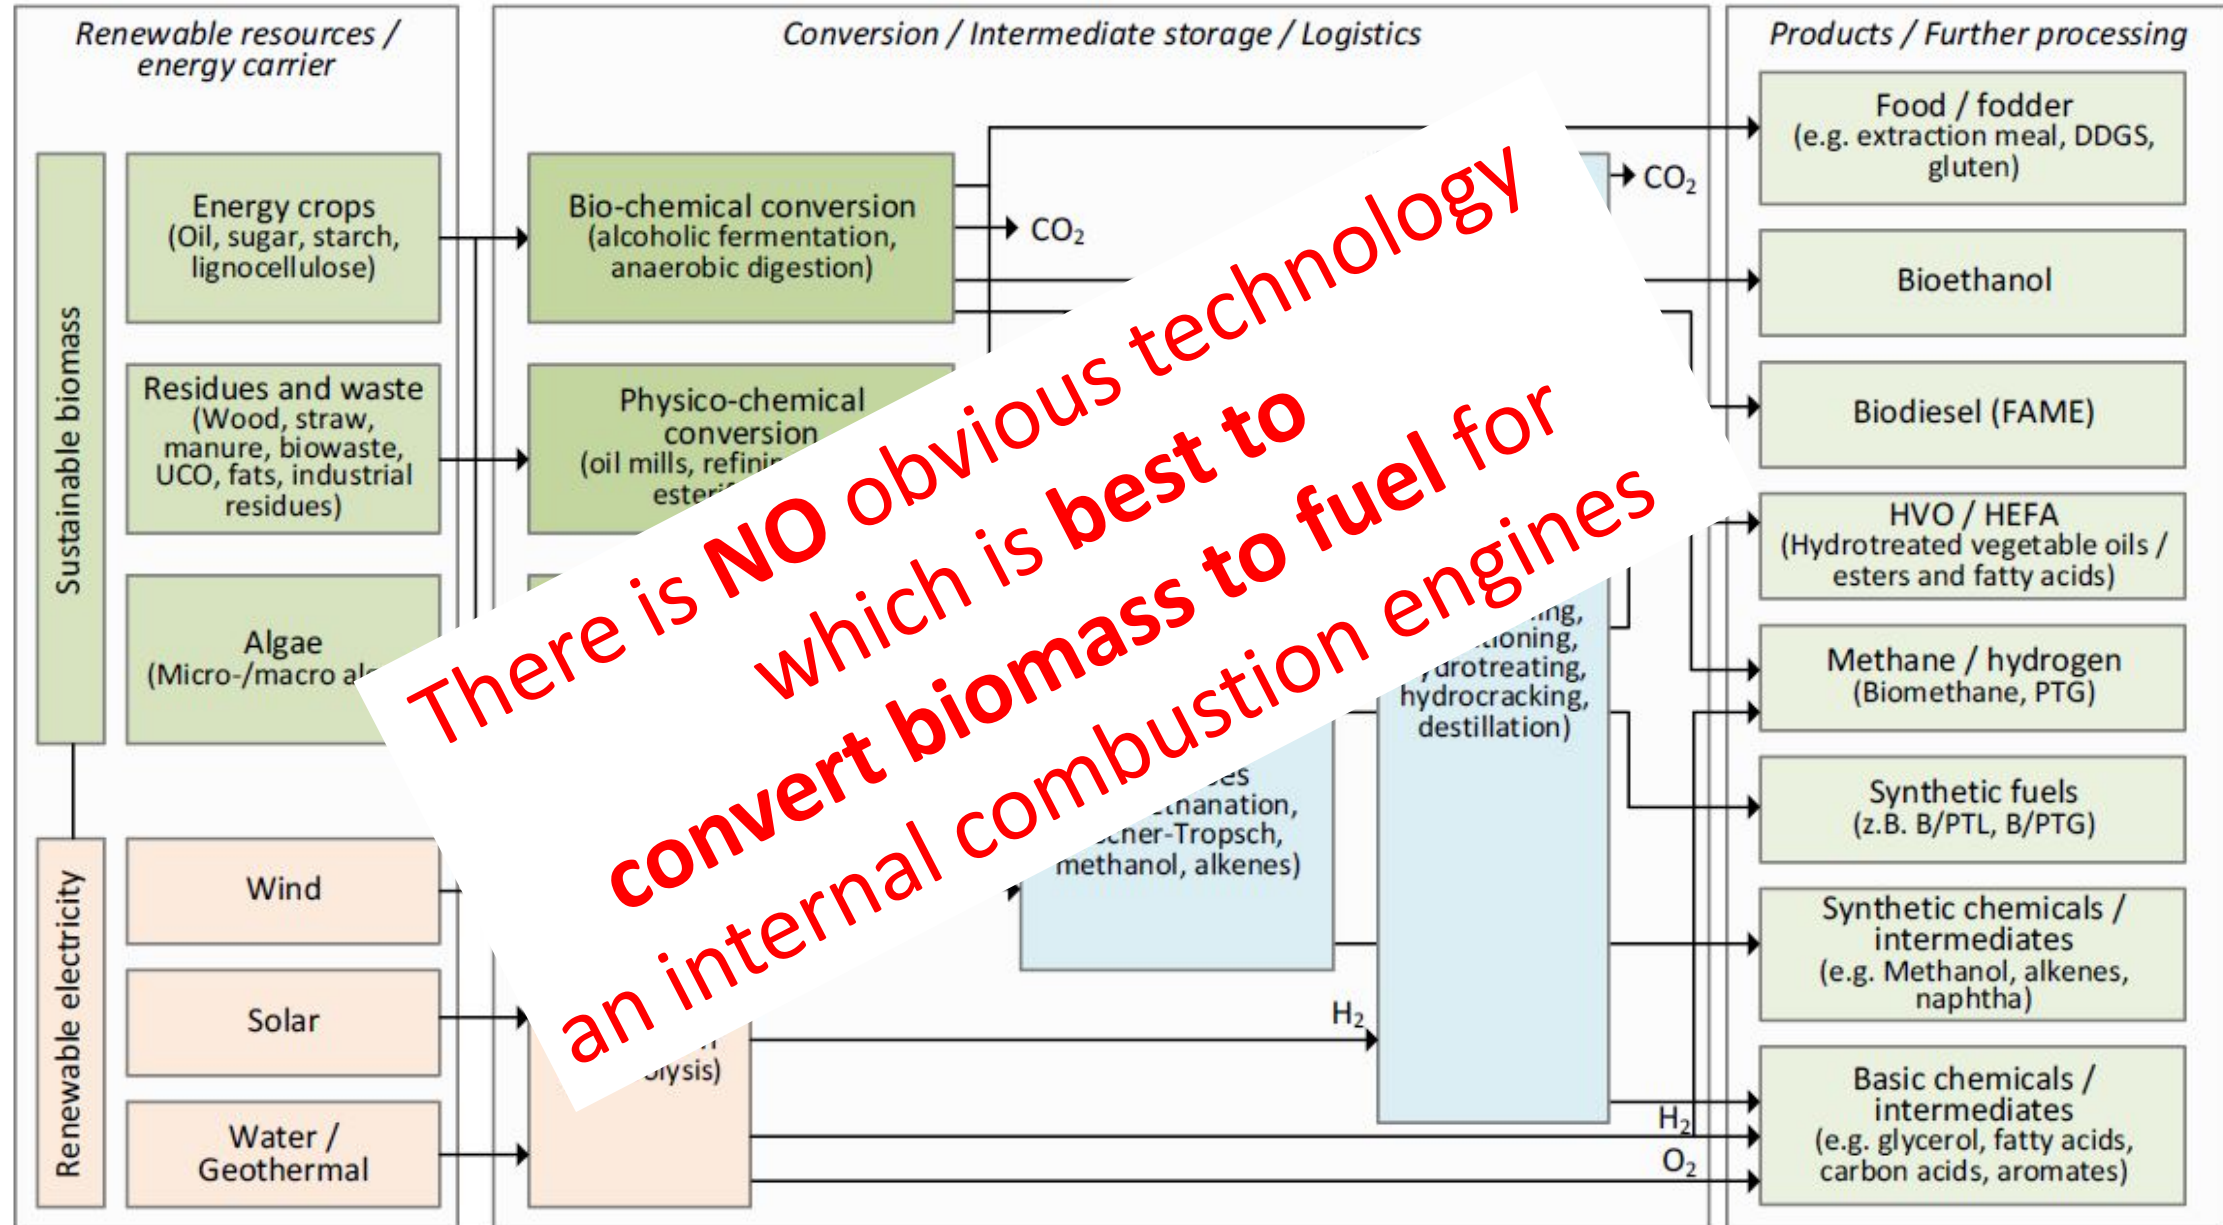 Renewable resources /
energy carrier
Conversion / Intermediate storage / Logistics
Products / Further processing
Sustainable biomass
Energy crops
(Oil, sugar, starch,
lignocellulose)
Residues and waste
(Wood, straw,
manure, biowaste,
UCO, fats, industrial
residues)
Algae
(Micro-/macro
Renewable electricity
Wind
Solar
Water /
Geothermal
Bio-chemical conversion
(alcoholic fermentation,
anaerobic digestion)
CO₂
Physico-chemical
conversion
(oil mills,
There is NO obvious technology
which is best to
convert biomass to fuel for
an internal combustion engines
methanol, alkenes)
CO₂
hydrocracking,
destillation)
H₂
H₂
O₂
Food / fodder
(e.g. extraction meal, DDGS,
gluten)
Bioethanol
Biodiesel (FAME)
HVO / HEFA
(Hydrotreated vegetable oils /
esters and fatty acids)
Methane / hydrogen
(Biomethane, PTG)
Synthetic fuels
(z.B. B/PTL, B/PTG)
Synthetic chemicals /
intermediates
(e.g. Methanol, alkenes,
naphtha)
Basic chemicals /
intermediates
(e.g. glycerol, fatty acids,
carbon acids, aromates)